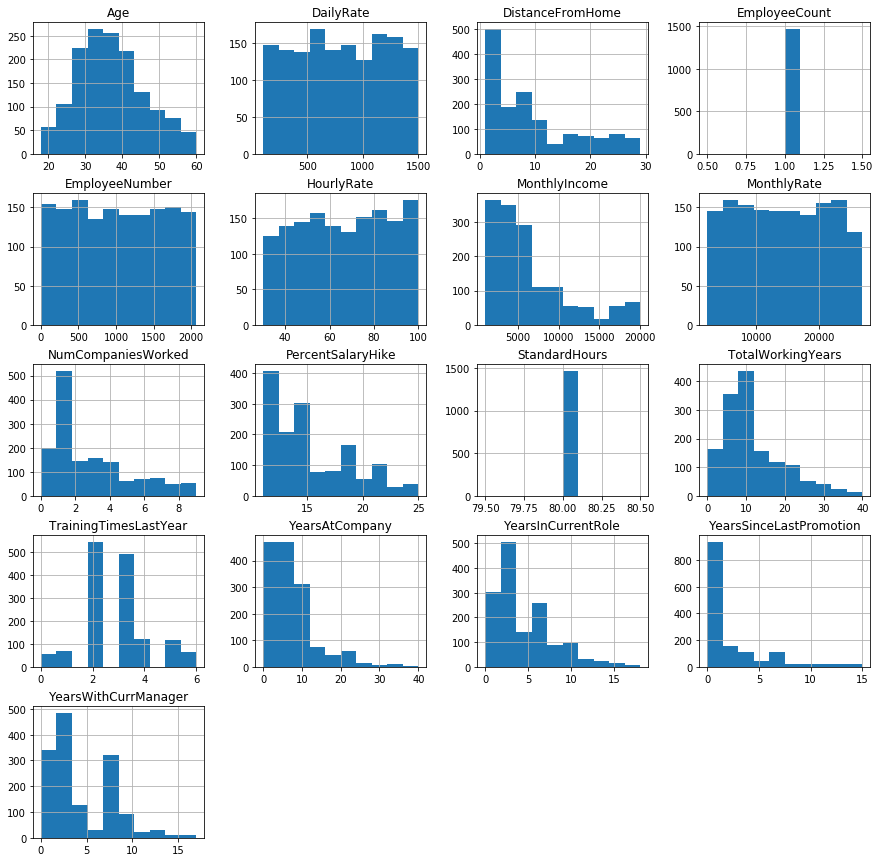 Age
250
200
150
100
50
0
20 40 60
DailyRate
150
100
50
0
500 1000 1500
DistanceFromHome
500
400
300
200
100
0
0 10 20 30
EmployeeCount
1500
1000
500
0
0.50 0.75 1.00 1.25 1.50
EmployeeNumber
150
100
50
0
0 500 1000 1500 2000
HourlyRate
150
100
50
0
40 60 80 100
MonthlyIncome
300
200
100
0
5000 10000 15000 20000
MonthlyRate
150
100
50
0
10000 20000
NumCompaniesWorked
500
400
300
200
100
0
0 2 4 6 8
PercentSalaryHike
400
300
200
100
0
15 20 25
StandardHours
1500
1000
500
0
79.50 79.75 80.00 80.25 80.50
TotalWorkingYears
400
300
200
100
0
0 10 20 30 40
TrainingTimesLastYear
500
400
300
200
100
0
0 2 4 6
YearsAtCompany
400
300
200
100
0
0 10 20 30 40
YearsInCurrentRole
500
400
300
200
100
0
0 5 10 15
YearsSinceLastPromotion
800
600
400
200
0
0 5 10 15
YearsWithCurrManager
500
400
300
200
100
0
0 5 10 15